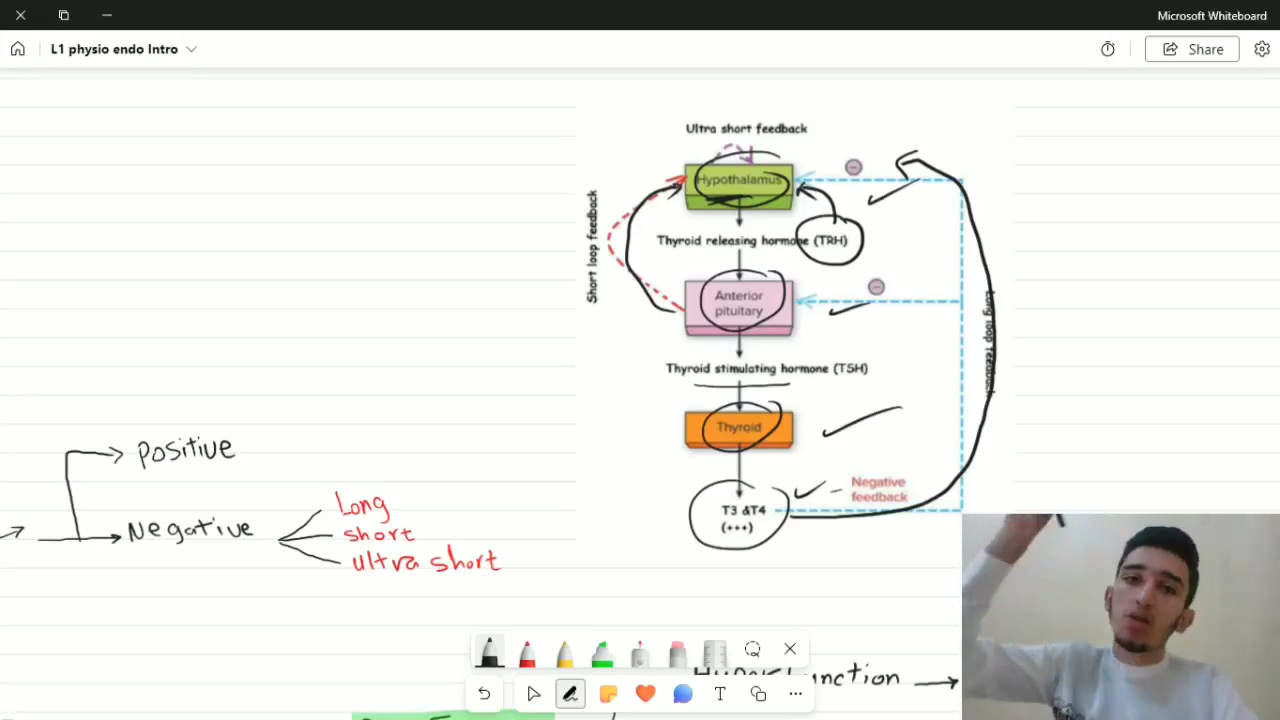 Microsoft Whiteboard
L1 physio endo Intro
Share
Ultra short feedback
Hypothalamus
Short loop feedback
Thyroid releasing hormone (TRH)
Anterior
pituitary
Long loop feedback
Thyroid stimulating hormone (TSH)
Thyroid
Negative
feedback
T3 &T4
(+++)
Positive
Negative
Long
short
ultra short
T